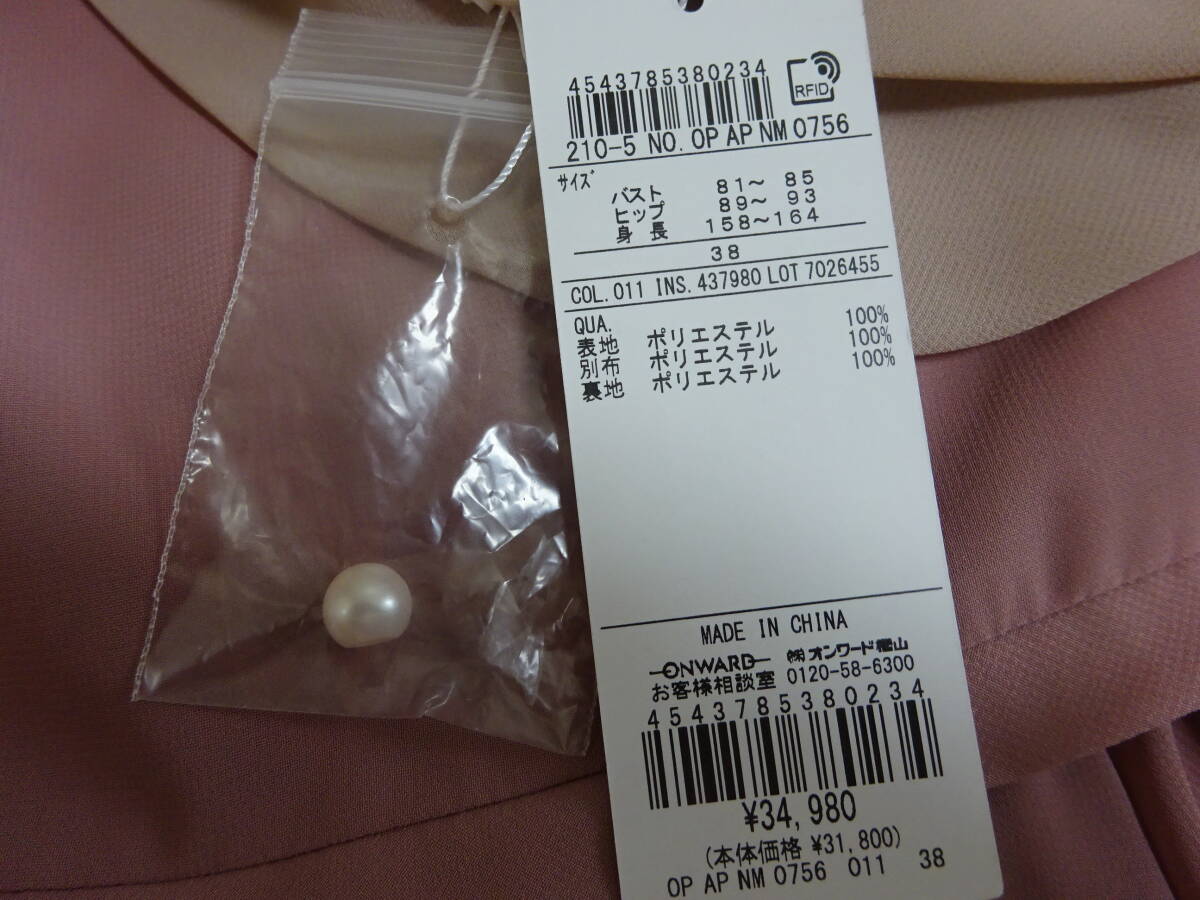 4543785380234
RFID
210-5 NO. OP AP NM 0756
サイズ
バスト 81～ 85
ヒップ 89～ 93
身 長 158～164
38
COL. 011 INS. 437980 LOT 7026455
QUA.
表地 ポリエステル 100%
別布 ポリエステル 100%
裏地 ポリエステル 100%
MADE IN CHINA
ONWARD ㈱オンワード樫山
お客様相談室 0120-58-6300
4543785380234
¥34,980
(本体価格 ¥31,800)
OP AP NM 0756 011 38